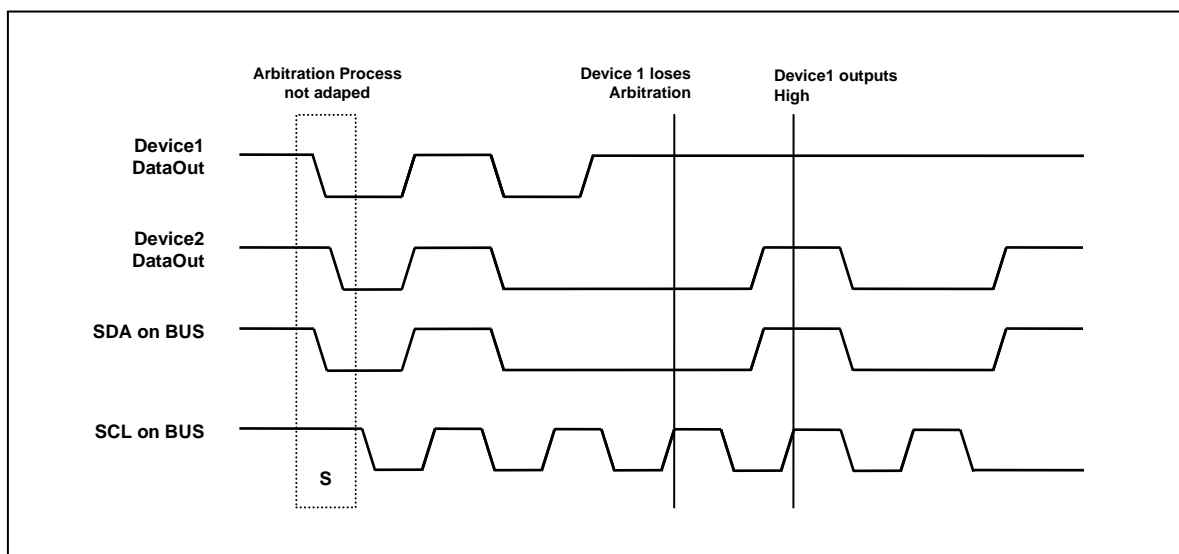 Arbitration Process
not adaped
Device 1 loses
Arbitration
Device1 outputs
High
Device1
DataOut
Device2
DataOut
SDA on BUS
SCL on BUS
S